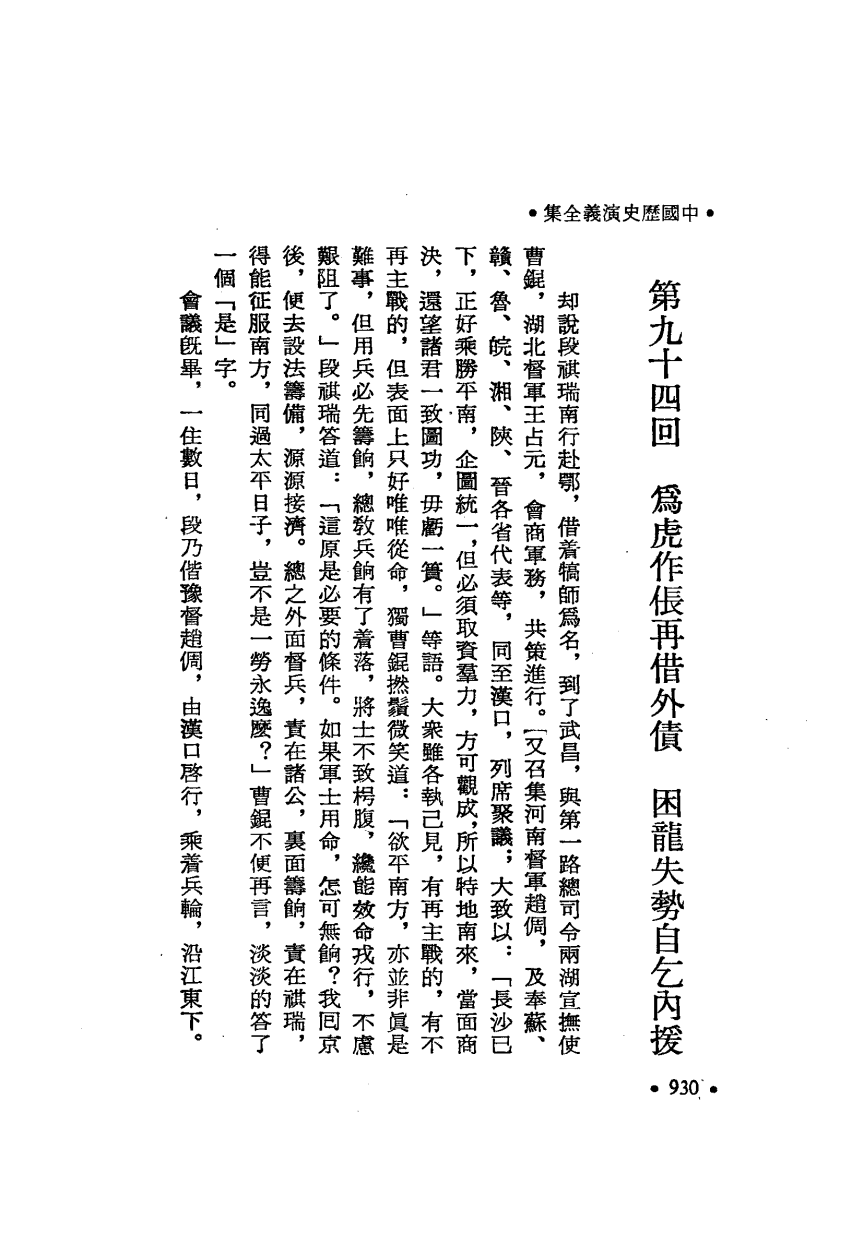 •集全義演史歷國中•
第九十四回　爲虎作倀再借外債　困龍失勢自乞內援
却說段祺瑞南行赴鄂，借着犒師爲名，到了武昌，與第一路總司令兩湖宣撫使
曹錕，湖北督軍王占元，會商軍務，共策進行。〔又召集河南督軍趙倜，及奉蘇、
贛、魯、皖、湘、陝、晉各省代表等，同至漢口，列席聚議；大致以：「長沙已
下，正好乘勝平南，企圖統一，但必須取資羣力，方可觀成，所以特地南來，當面商
決，還望諸君一致圖功，毋虧一簣。」等語。大衆雖各執己見，有再主戰的，有不
再主戰的，但表面上只好唯唯從命，獨曹錕撚鬚微笑道：「欲平南方，亦並非眞是
難事，但用兵必先籌餉，總敎兵餉有了着落，將士不致枵腹，纔能效命戎行，不慮
艱阻了。」段祺瑞答道：「這原是必要的條件。如果軍士用命，怎可無餉？我囘京
後，便去設法籌備，源源接濟。總之外面督兵，責在諸公，裏面籌餉，責在祺瑞，
得能征服南方，同過太平日子，豈不是一勞永逸麼？」曹錕不便再言，淡淡的答了
一個「是」字。
會議旣畢，一住數日，段乃偕豫督趙倜，由漢口啓行，乘着兵輪，沿江東下。
•930•